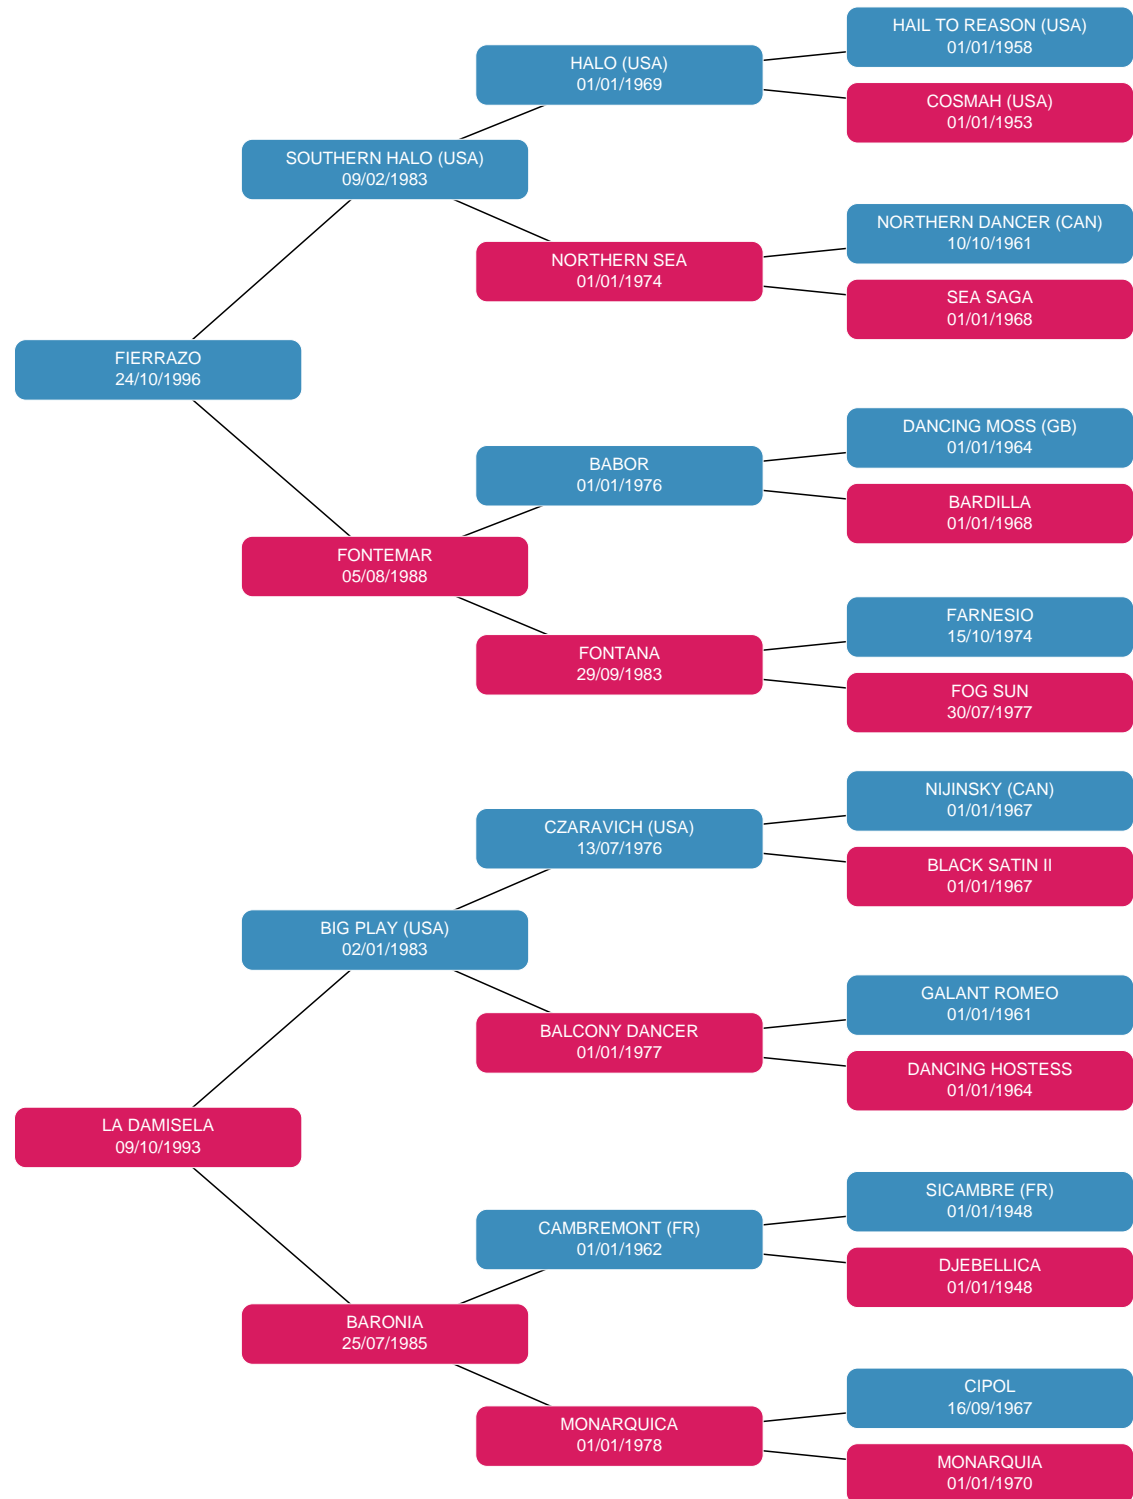 HAIL TO REASON (USA)
01/01/1958
HALO (USA)
01/01/1969
COSMAH (USA)
01/01/1953
SOUTHERN HALO (USA)
09/02/1983
NORTHERN DANCER (CAN)
10/10/1961
NORTHERN SEA
01/01/1974
SEA SAGA
01/01/1968
FIERRAZO
24/10/1996
DANCING MOSS (GB)
01/01/1964
BABOR
01/01/1976
BARDILLA
01/01/1968
FONTEMAR
05/08/1988
FARNESIO
15/10/1974
FONTANA
29/09/1983
FOG SUN
30/07/1977
NIJINSKY (CAN)
01/01/1967
CZARAVICH (USA)
13/07/1976
BLACK SATIN II
01/01/1967
BIG PLAY (USA)
02/01/1983
GALANT ROMEO
01/01/1961
BALCONY DANCER
01/01/1977
DANCING HOSTESS
01/01/1964
LA DAMISELA
09/10/1993
SICAMBRE (FR)
01/01/1948
CAMBREMONT (FR)
01/01/1962
DJEBELLICA
01/01/1948
BARONIA
25/07/1985
CIPOL
16/09/1967
MONARQUICA
01/01/1978
MONARQUIA
01/01/1970